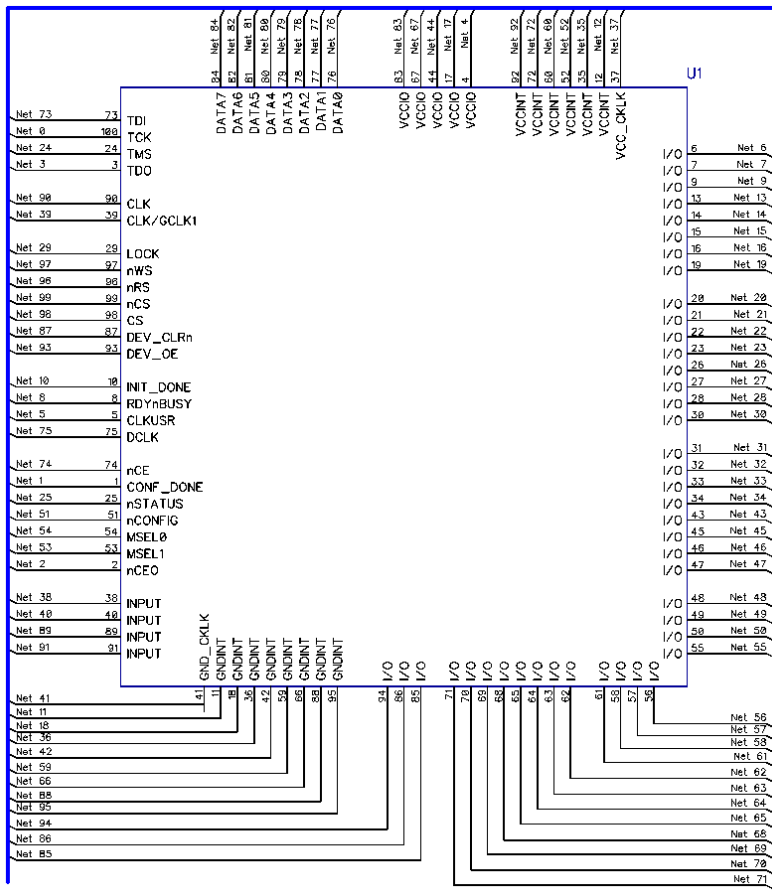 Net 84 Net 82 Net 81 Net 80 Net 79 Net 78 Net 77 Net 76 Net 83 Net 67 Net 44 Net 17 Net 4 Net 92 Net 72 Net 60 Net 52 Net 35 Net 12 Net 37
84 82 81 80 79 78 77 76 83 67 44 17 4 92 72 60 52 35 12 37
U1
DATA7 DATA6 DATA5 DATA4 DATA3 DATA2 DATA1 DATA0 VCCIO VCCIO VCCIO VCCIO VCCIO VCCINT VCCINT VCCINT VCCINT VCCINT VCCINT VCC_CKLK
Net 73 73 TDI
Net 0 100 TCK
Net 24 24 TMS
Net 3 3 TDO
Net 90 90 CLK
Net 39 39 CLK/GCLK1
Net 29 29 LOCK
Net 97 97 nWS
Net 96 96 nRS
Net 99 99 nCS
Net 98 98 CS
Net 87 87 DEV_CLRn
Net 93 93 DEV_OE
Net 10 10 INIT_DONE
Net 8 8 RDYnBUSY
Net 5 5 CLKUSR
Net 75 75 DCLK
Net 74 74 nCE
Net 1 1 CONF_DONE
Net 25 25 nSTATUS
Net 51 51 nCONFIG
Net 54 54 MSEL0
Net 53 53 MSEL1
Net 2 2 nCEO
Net 38 38 INPUT
Net 40 40 INPUT
Net 89 89 INPUT
Net 91 91 INPUT
I/O 6 Net 6
I/O 7 Net 7
I/O 9 Net 9
I/O 13 Net 13
I/O 14 Net 14
I/O 15 Net 15
I/O 16 Net 16
I/O 19 Net 19
I/O 20 Net 20
I/O 21 Net 21
I/O 22 Net 22
I/O 23 Net 23
I/O 26 Net 26
I/O 27 Net 27
I/O 28 Net 28
I/O 30 Net 30
I/O 31 Net 31
I/O 32 Net 32
I/O 33 Net 33
I/O 34 Net 34
I/O 43 Net 43
I/O 45 Net 45
I/O 46 Net 46
I/O 47 Net 47
I/O 48 Net 48
I/O 49 Net 49
I/O 50 Net 50
I/O 55 Net 55
GND_CKLK GNDINT GNDINT GNDINT GNDINT GNDINT GNDINT GNDINT GNDINT I/O I/O I/O I/O I/O I/O I/O I/O I/O I/O I/O I/O I/O I/O I/O
41 11 18 36 42 59 66 88 95 94 86 85 71 70 69 68 65 64 63 62 61 58 57 56
Net 41
Net 11
Net 18
Net 36
Net 42
Net 59
Net 66
Net 88
Net 95
Net 94
Net 86
Net 85
Net 56
Net 57
Net 58
Net 61
Net 62
Net 63
Net 64
Net 65
Net 68
Net 69
Net 70
Net 71